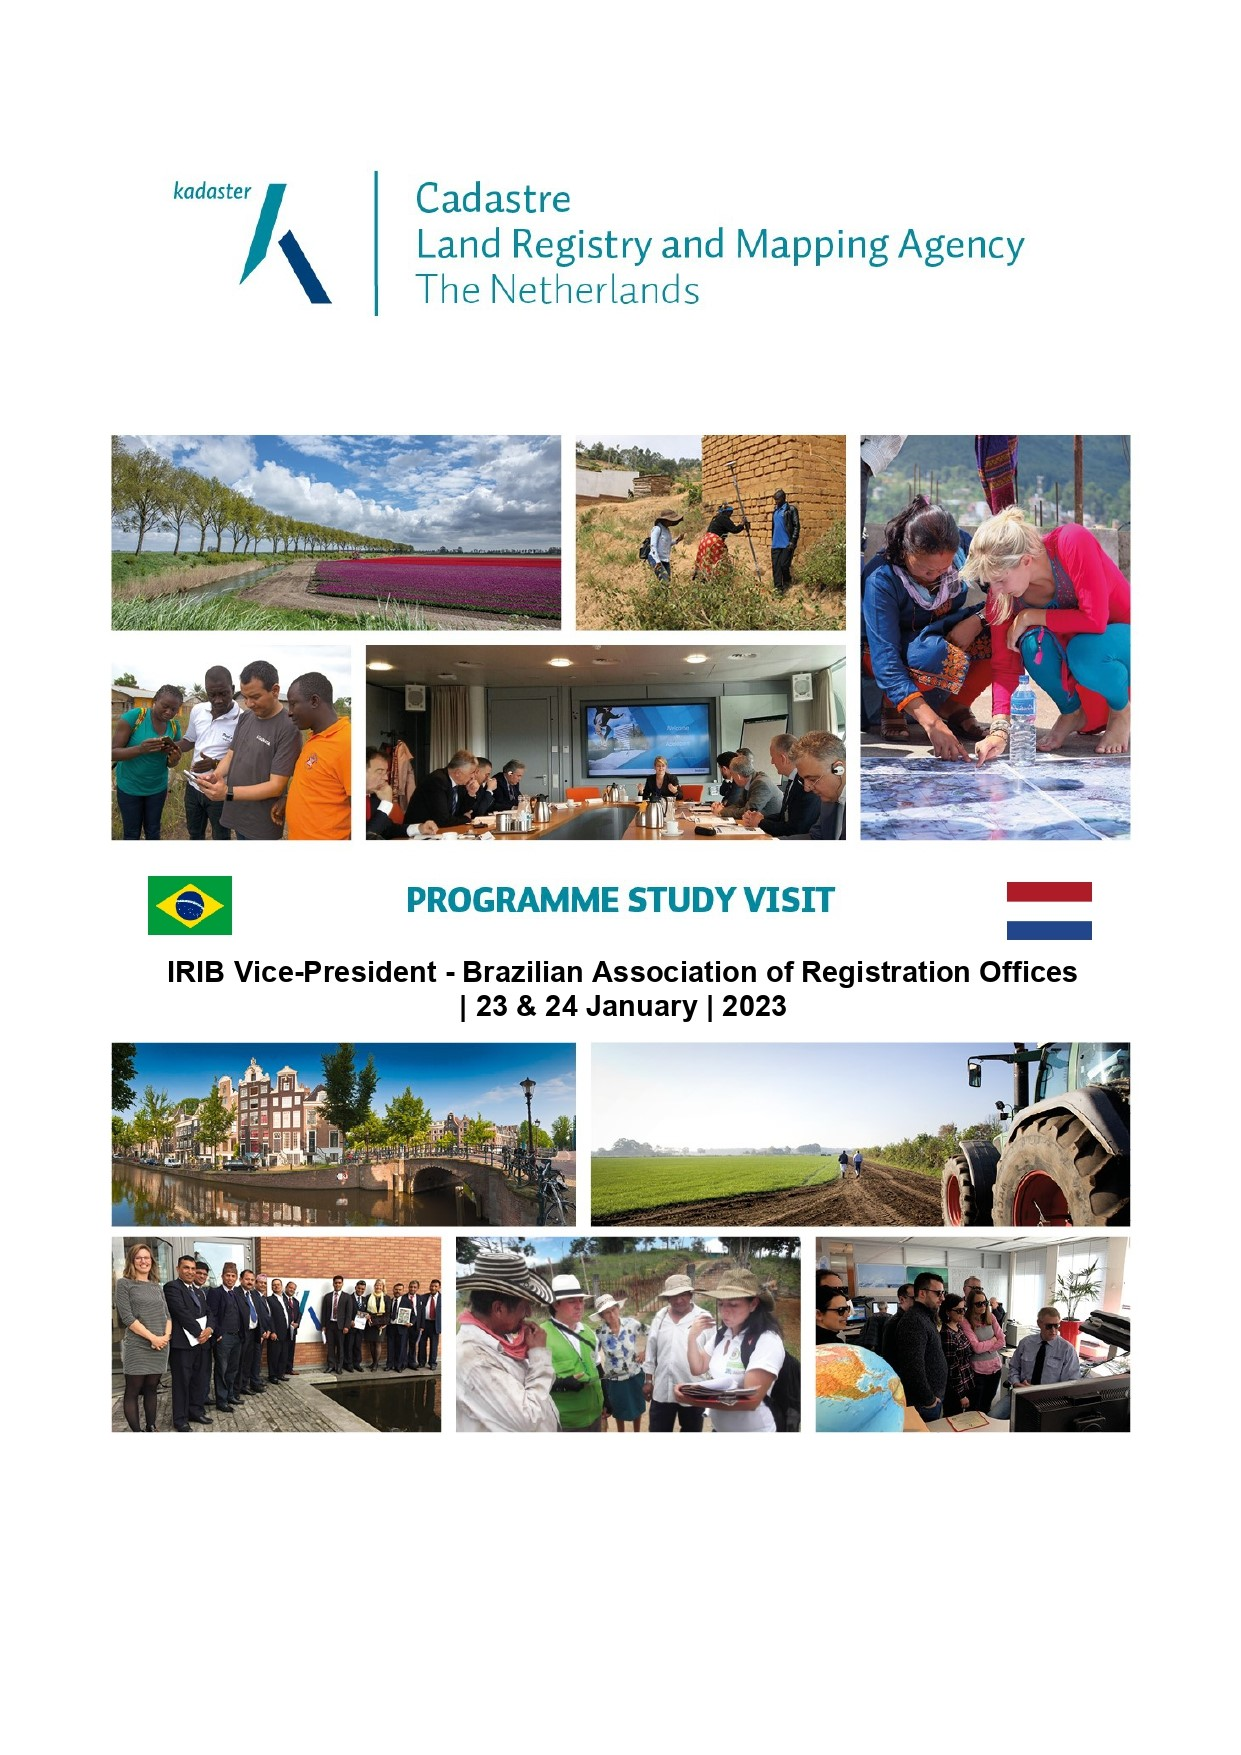 kadaster
Cadastre
Land Registry and Mapping Agency
The Netherlands
PROGRAMME STUDY VISIT
IRIB Vice-President - Brazilian Association of Registration Offices
| 23 & 24 January | 2023